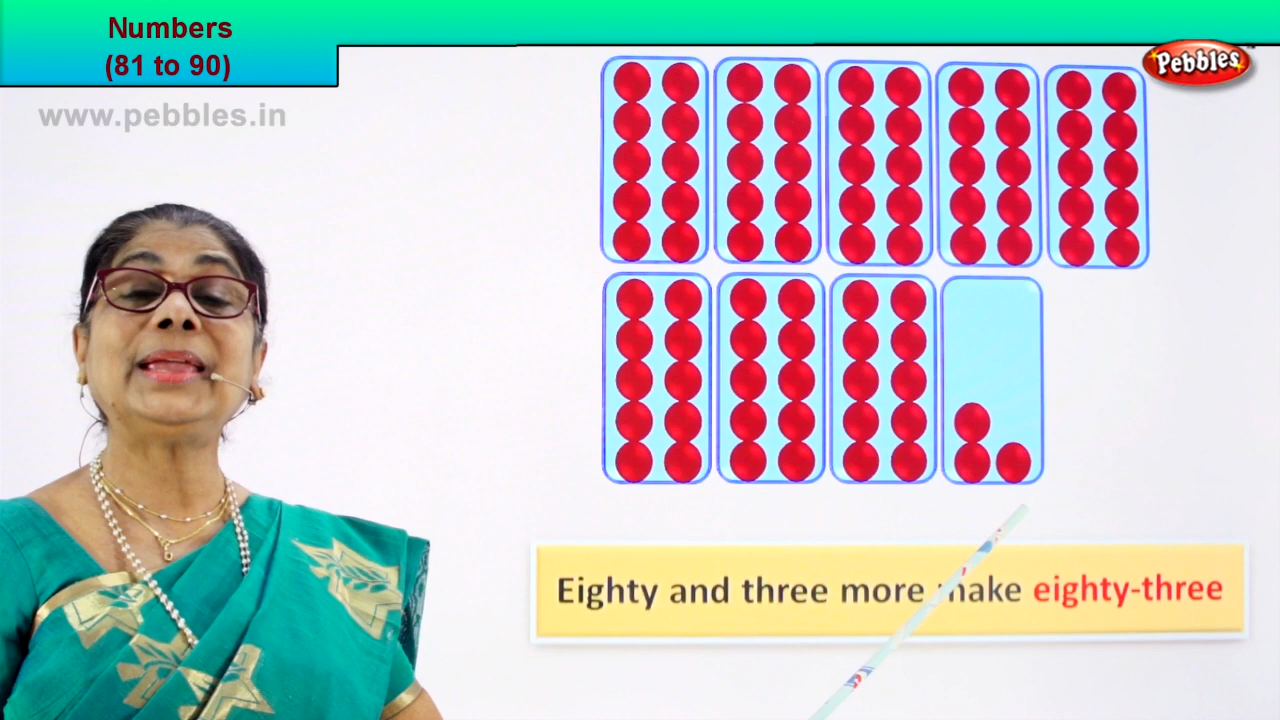 Numbers
(81 to 90)
www.pebbles.in
Pebbles
Eighty and three more make eighty-three